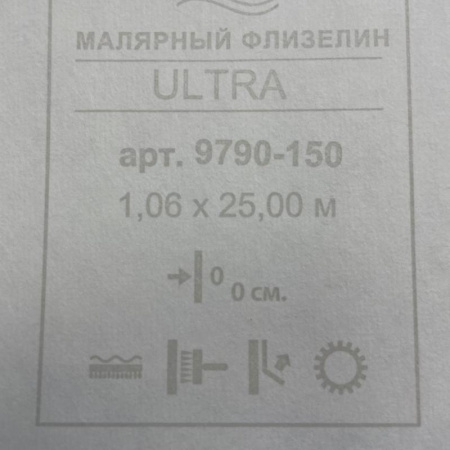 МАЛЯРНЫЙ ФЛИЗЕЛИН
ULTRA
арт. 9790-150
1,06 x 25,00 м
0
0 см.